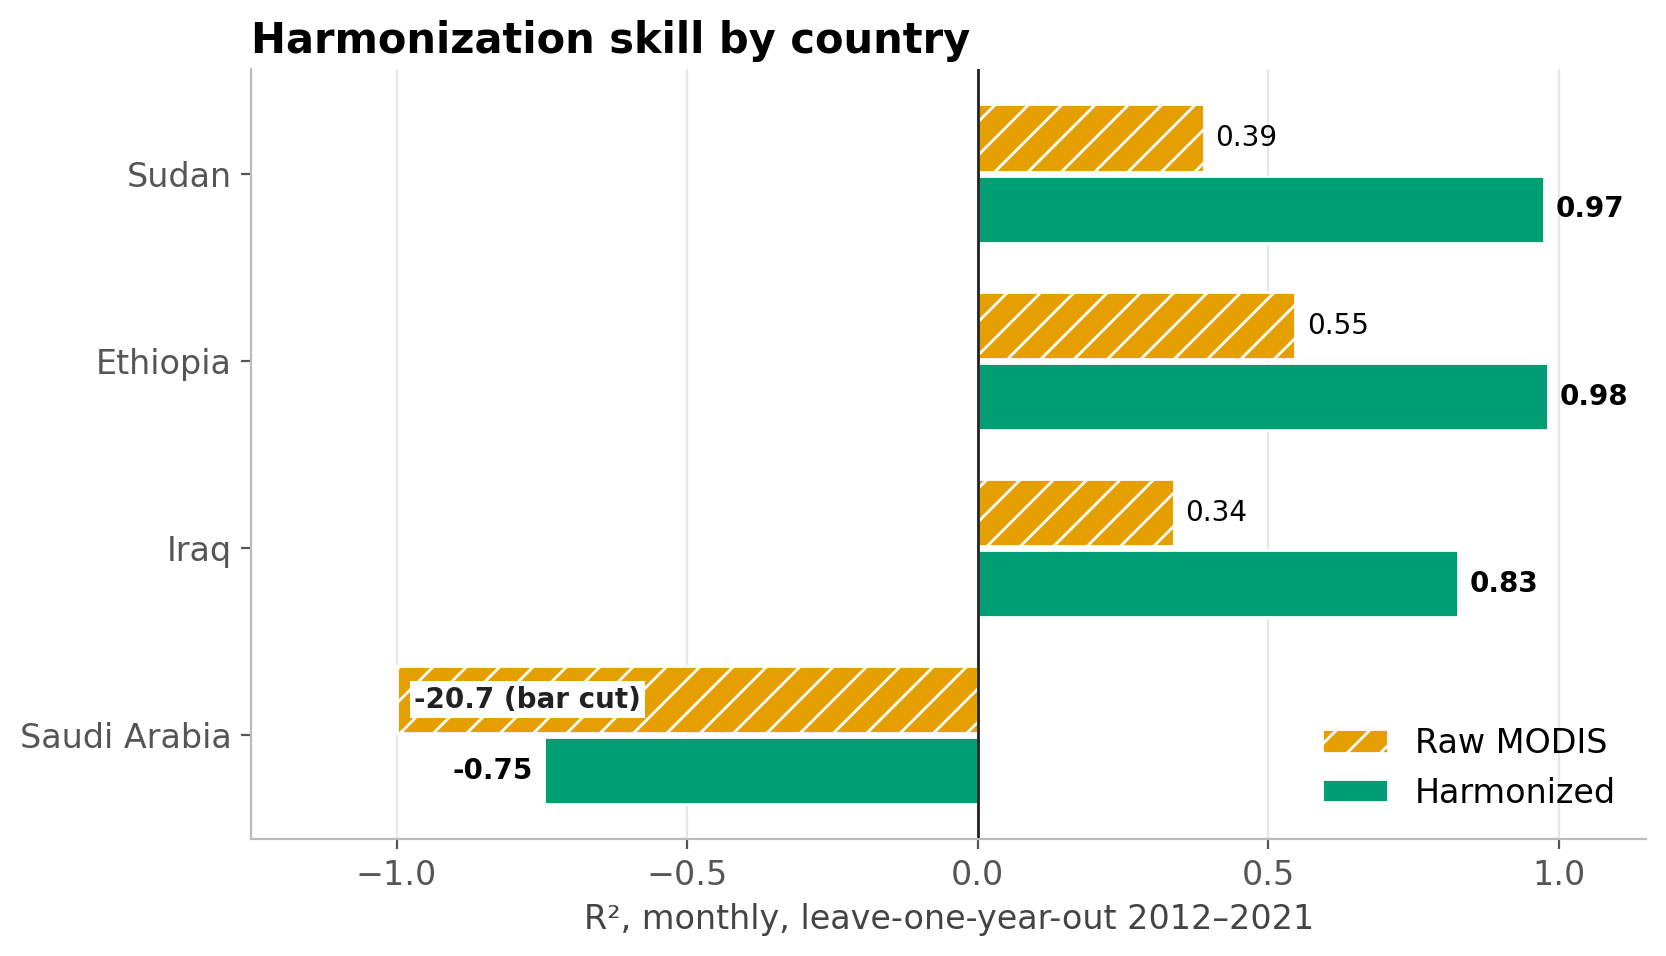 Harmonization skill by country
Sudan
0.39
0.97
Ethiopia
0.55
0.98
Iraq
0.34
0.83
Saudi Arabia
-20.7 (bar cut)
-0.75
Raw MODIS
Harmonized
−1.0 −0.5 0.0 0.5 1.0
R², monthly, leave-one-year-out 2012–2021